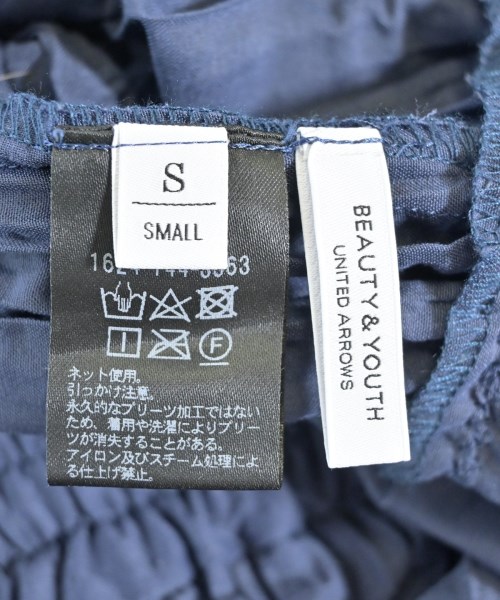 S
SMALL
ネット使用。
引っかけ注意。
永久的なプリーツ加工ではない
ため、着用や洗濯によりプリー
ツが消失することがある。
アイロン及びスチーム処理によ
る仕上げ禁止。
BEAUTY & YOUTH
UNITED ARROWS